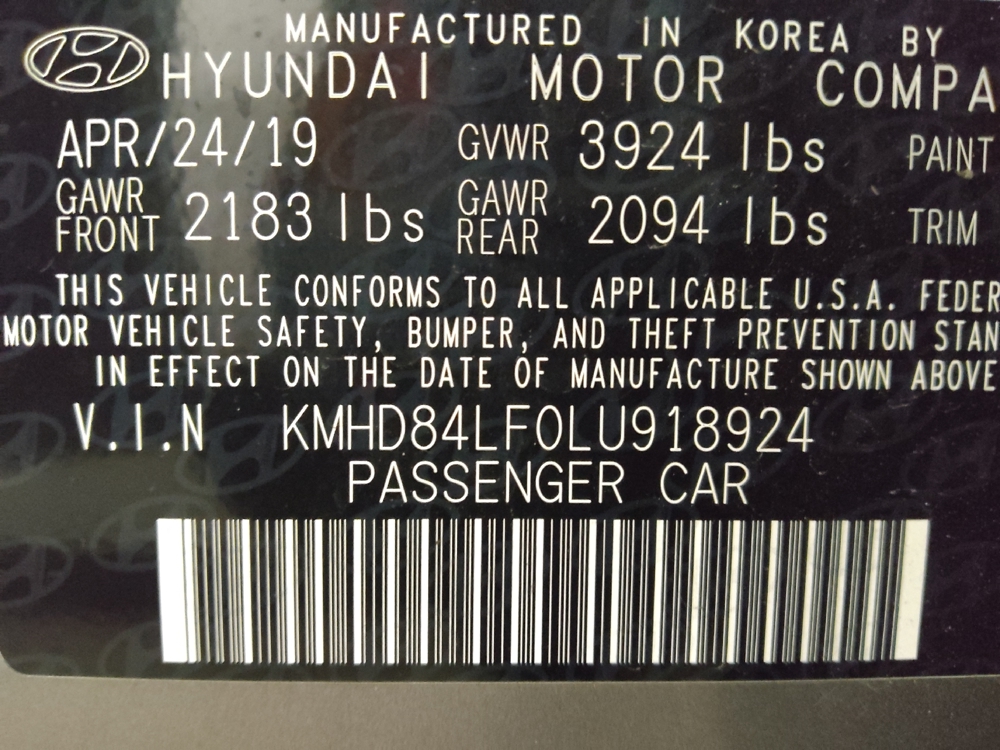 MANUFACTURED IN KOREA BY
HYUNDAI MOTOR COMPA
APR/24/19 GVWR 3924 lbs PAINT
GAWR FRONT 2183 lbs GAWR REAR 2094 lbs TRIM
THIS VEHICLE CONFORMS TO ALL APPLICABLE U.S.A. FEDER
MOTOR VEHICLE SAFETY, BUMPER, AND THEFT PREVENTION STAN
IN EFFECT ON THE DATE OF MANUFACTURE SHOWN ABOVE
V.I.N KMHD84LF0LU918924
PASSENGER CAR